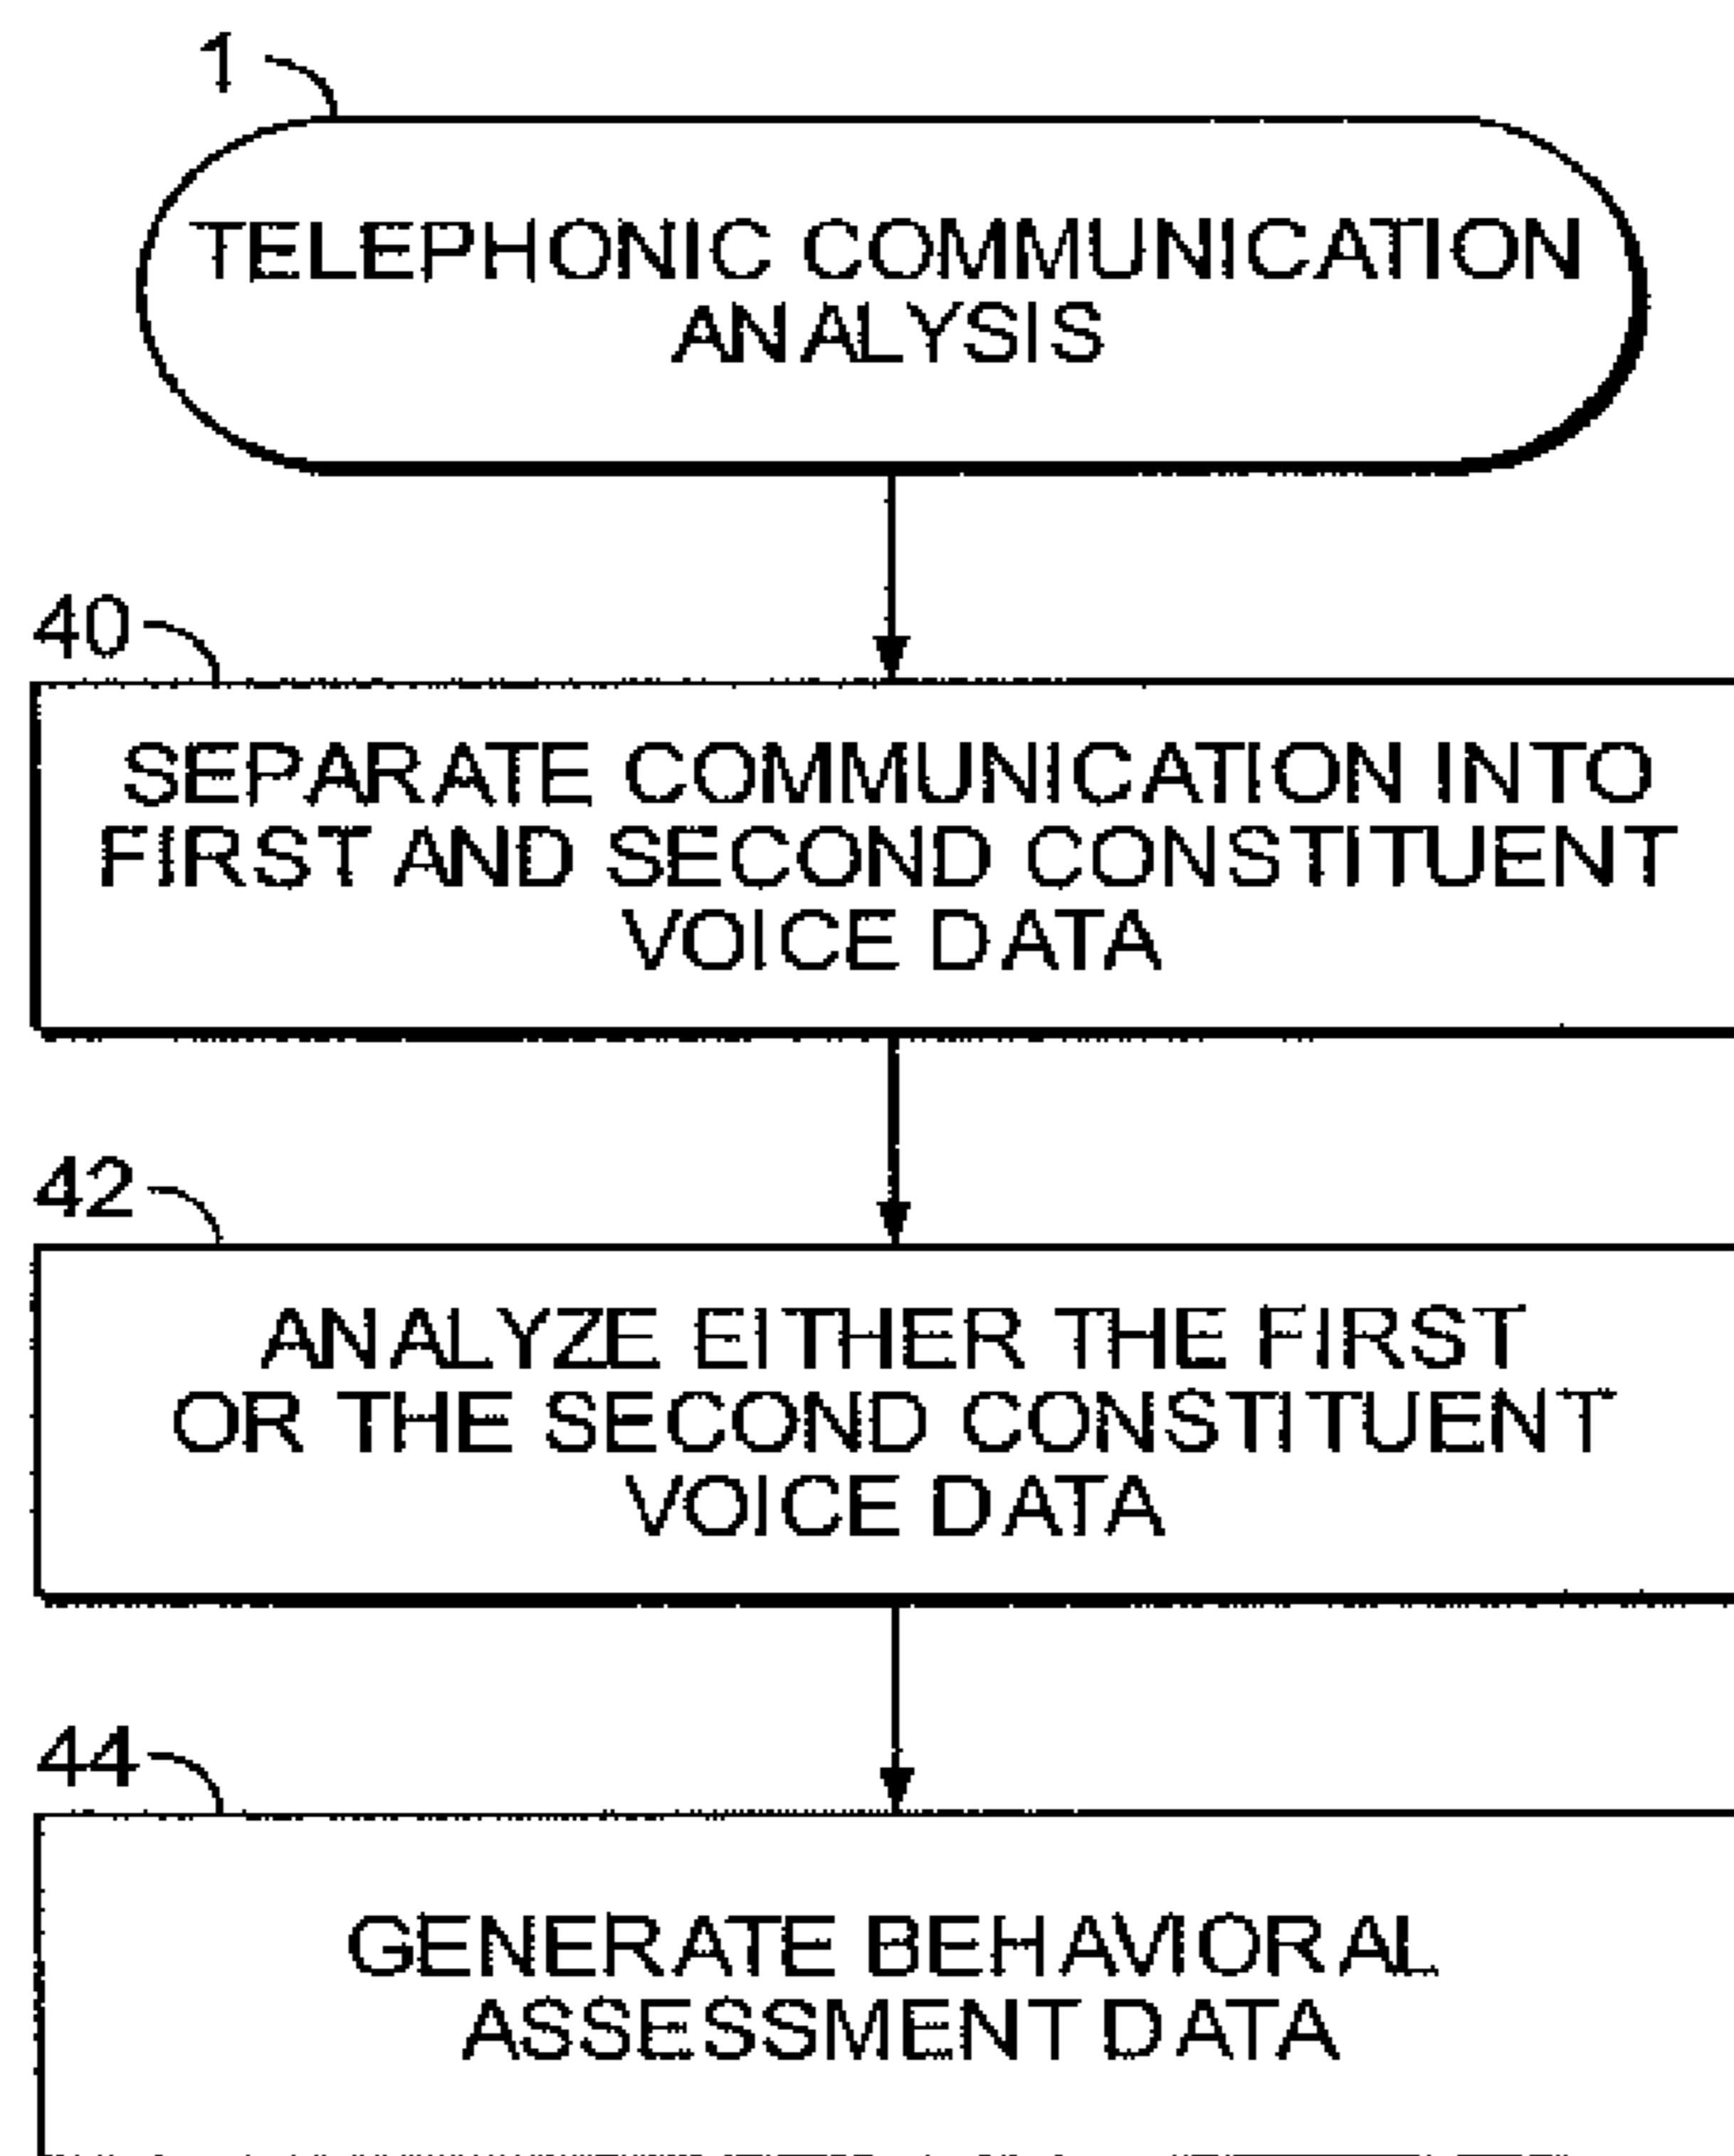 1
TELEPHONIC COMMUNICATION
ANALYSIS
40
SEPARATE COMMUNICATION INTO
FIRST AND SECOND CONSTITUENT
VOICE DATA
42
ANALYZE EITHER THE FIRST
OR THE SECOND CONSTITUENT
VOICE DATA
44
GENERATE BEHAVIORAL
ASSESSMENT DATA